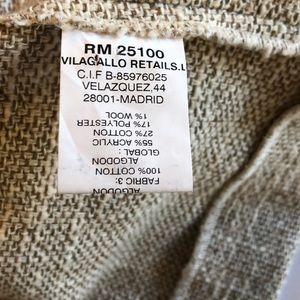 RM 25100
VILAGALLO RETAILS.L
C.I.F B-85976025
VELAZQUEZ,44
28001-MADRID
FABRIC 3:
100% COTTON
ALGODON
GLOBAL :
55% ACRYLIC
27% COTTON
17% POLYESTER
1% WOOL